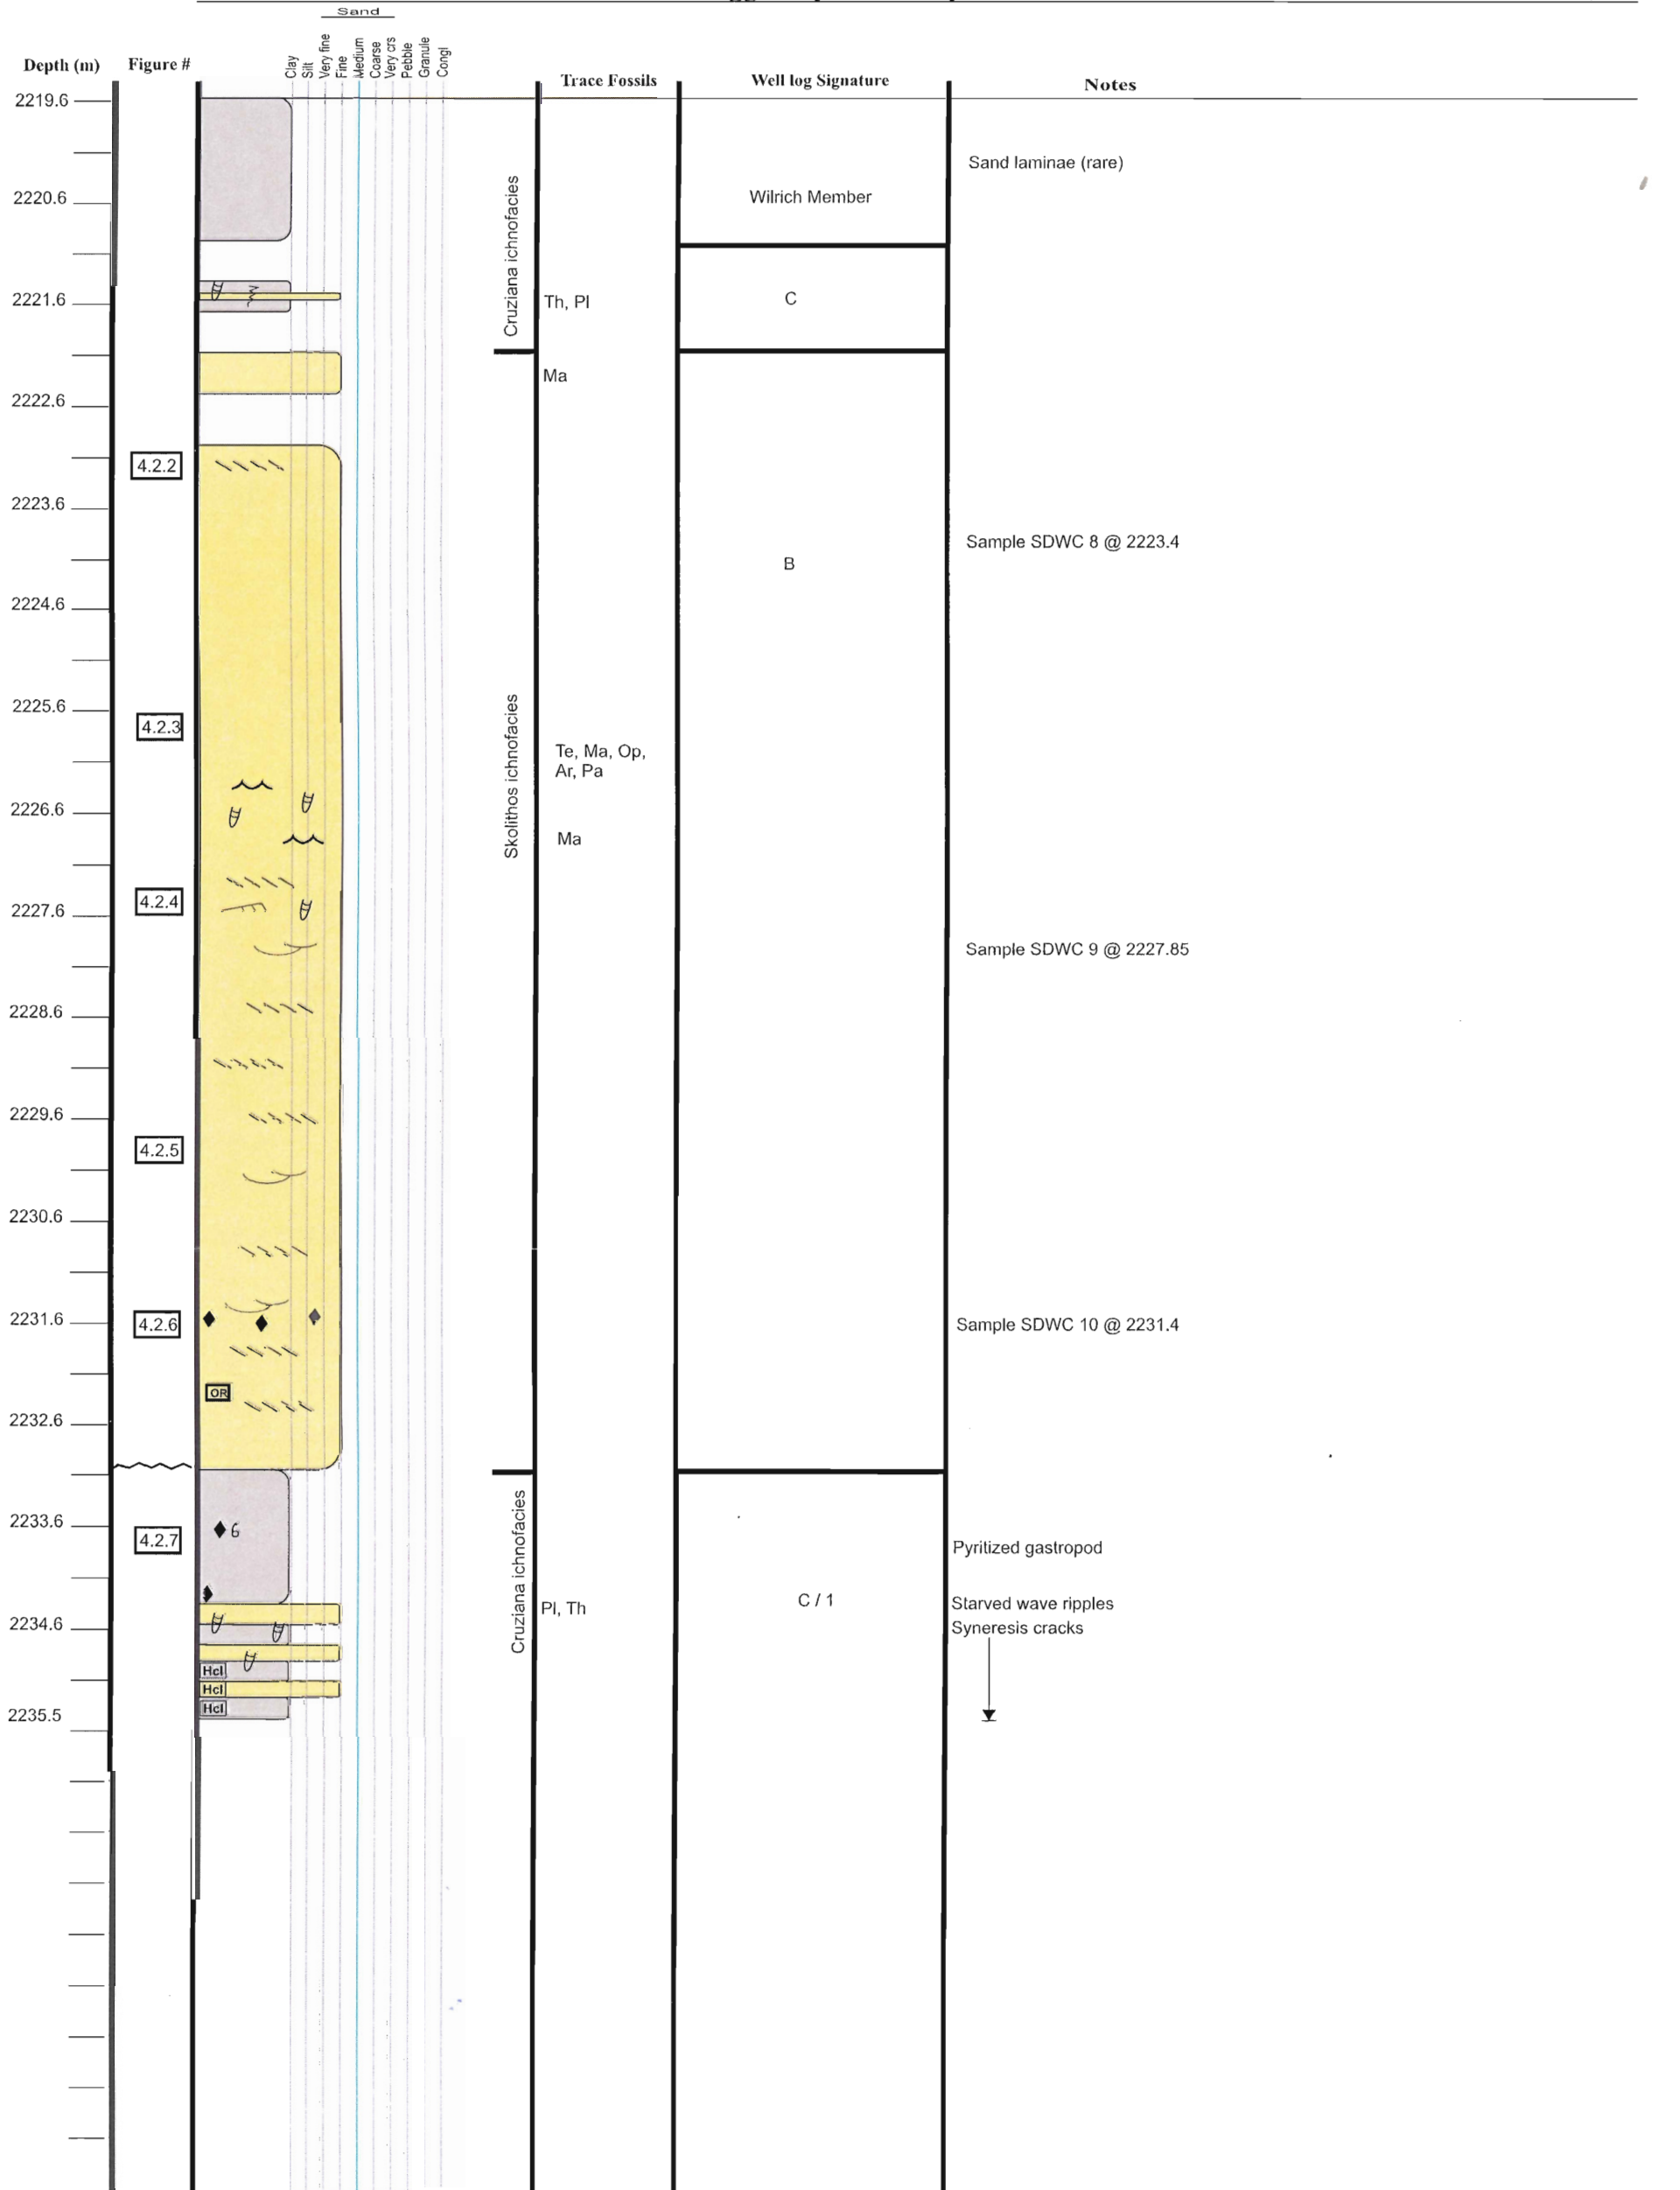 Sand
Depth (m)
Figure #
Clay
Silt
Very fine
Fine
Medium
Coarse
Very crs
Pebble
Granule
Congl
Trace Fossils
Well log Signature
Notes
2219.6
Sand laminae (rare)
2220.6
Wilrich Member
Cruziana ichnofacies
2221.6
Th, Pl
C
Ma
2222.6
4.2.2
2223.6
Sample SDWC 8 @ 2223.4
B
2224.6
2225.6
4.2.3
Skolithos ichnofacies
Te, Ma, Op,
Ar, Pa
2226.6
Ma
4.2.4
2227.6
Sample SDWC 9 @ 2227.85
2228.6
2229.6
4.2.5
2230.6
2231.6
4.2.6
Sample SDWC 10 @ 2231.4
OR
2232.6
2233.6
6
4.2.7
Cruziana ichnofacies
Pyritized gastropod
C / 1
Pl, Th
Starved wave ripples
2234.6
Syneresis cracks
Hcl
Hcl
Hcl
2235.5